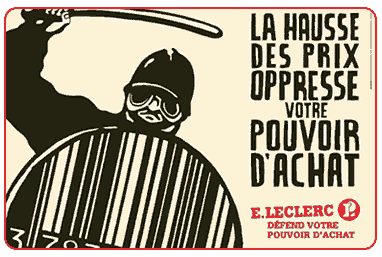 LA HAUSSE
DES PRIX
OPPRESSE
VOTRE
POUVOIR
D'ACHAT
E.LECLERC L
DÉFEND VOTRE
POUVOIR D'ACHAT